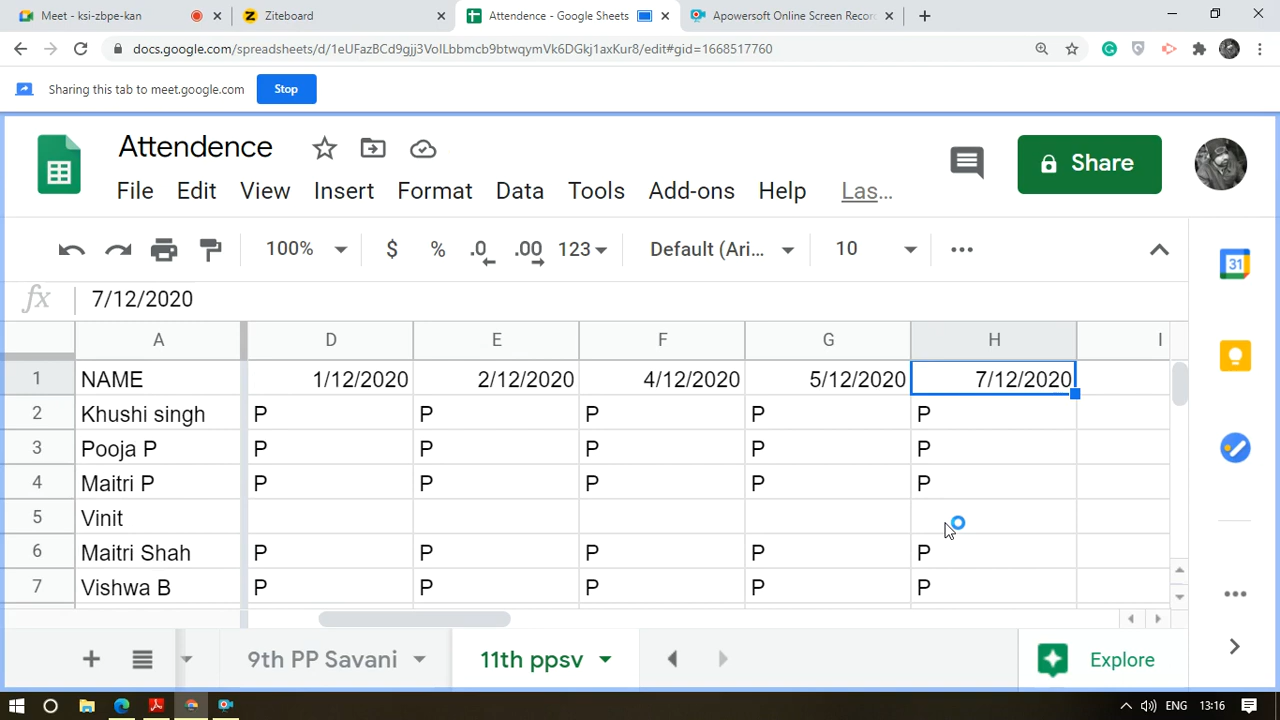 Meet - ksi-zbpe-kan
Ziteboard
Attendence - Google Sheets
Apowersoft Online Screen Recor
docs.google.com/spreadsheets/d/1eUFazBCd9gjj3VolLbbmcb9btwqymVk6DGkj1axKur8/edit#gid=1668517760
Sharing this tab to meet.google.com Stop
Attendence
Share
File Edit View Insert Format Data Tools Add-ons Help Las...
100% $ % .0 .00 123 Default (Ari... 10
31
fx 7/12/2020
A D E F G H I
1 NAME 1/12/2020 2/12/2020 4/12/2020 5/12/2020 7/12/2020
2 Khushi singh P P P P P
3 Pooja P P P P P P
4 Maitri P P P P P P
5 Vinit
6 Maitri Shah P P P P P
7 Vishwa B P P P P P
9th PP Savani 11th ppsv Explore
ENG 13:16